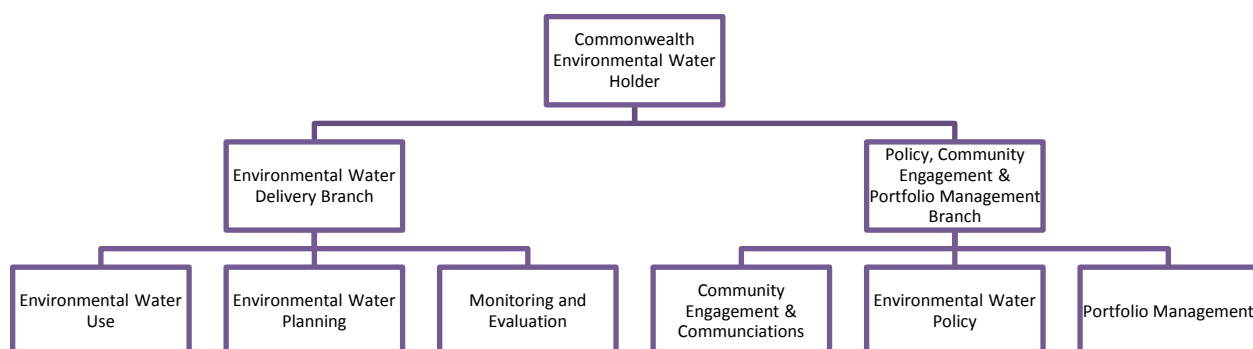 Commonwealth
Environmental Water
Holder
Environmental Water
Delivery Branch
Policy, Community
Engagement &
Portfolio Management
Branch
Environmental Water
Use
Environmental Water
Planning
Monitoring and
Evaluation
Community
Engagement &
Communciations
Environmental Water
Policy
Portfolio Management